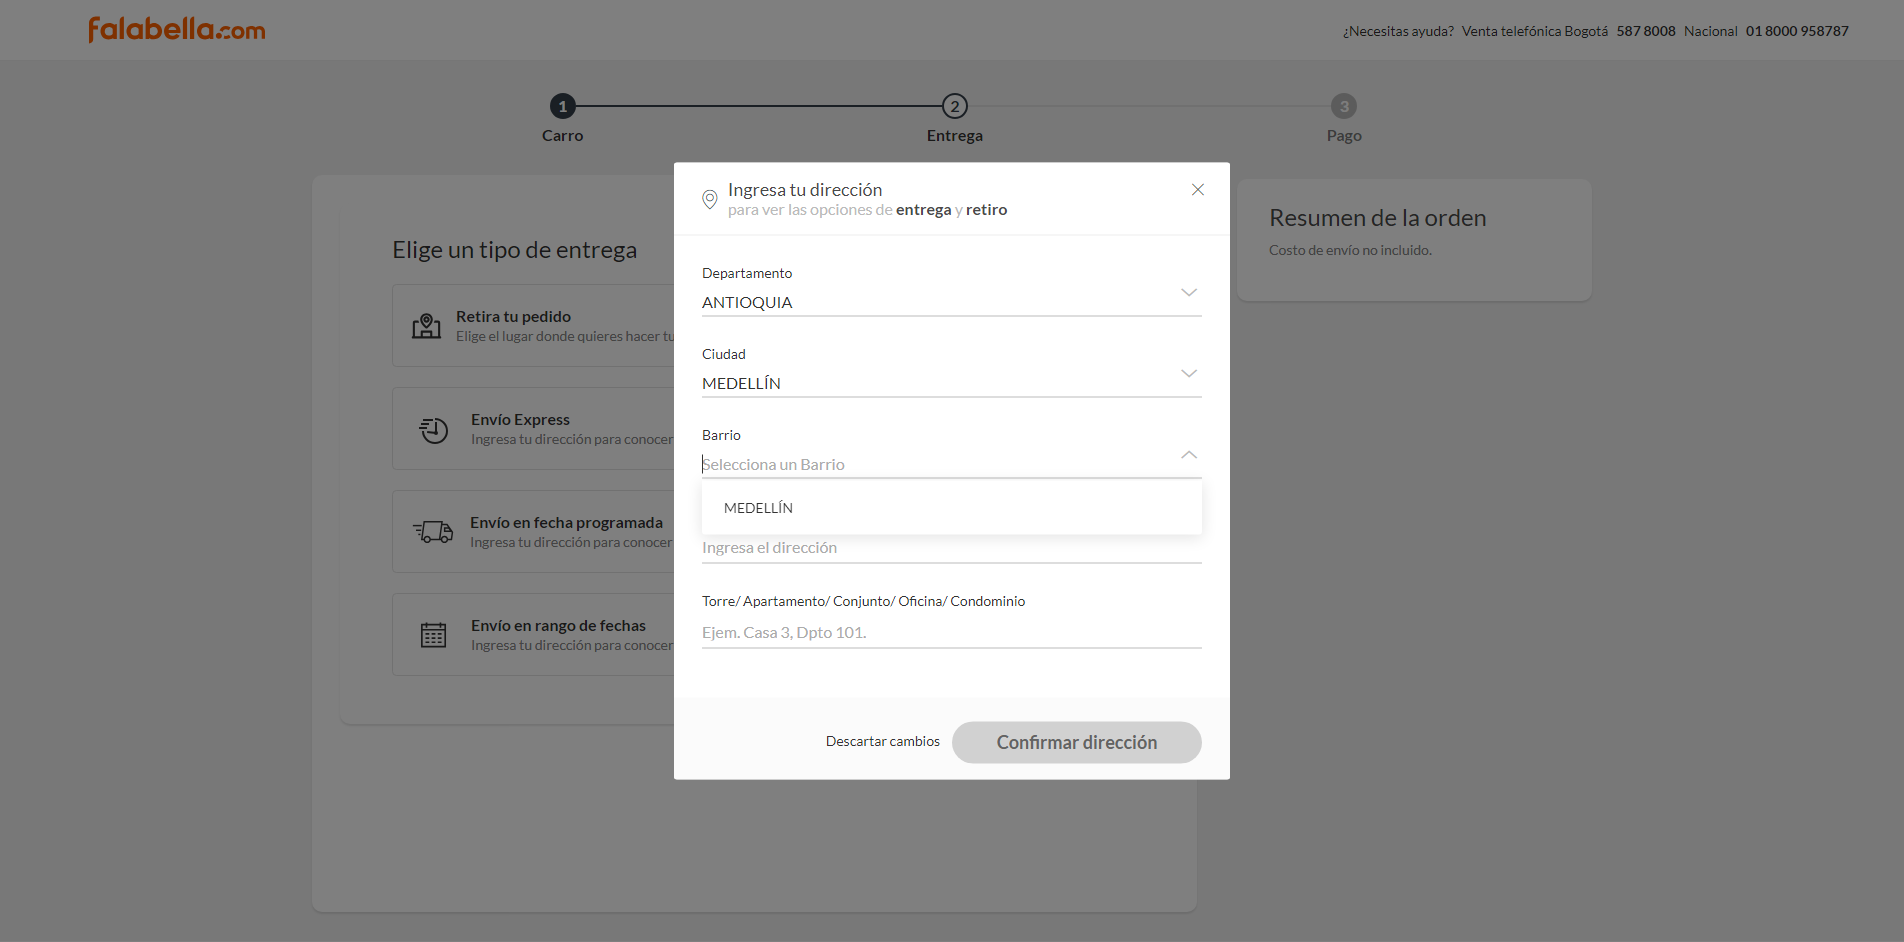 falabella.com
¿Necesitas ayuda? Venta telefónica Bogotá 587 8008 Nacional 01 8000 958787
1
2
3
Carro
Entrega
Pago
Elige un tipo de entrega
Retira tu pedido
Elige el lugar donde quieres hacer tu
Envío Express
Ingresa tu dirección para conocer
Envío en fecha programada
Ingresa tu dirección para conocer
Envío en rango de fechas
Ingresa tu dirección para conocer
Ingresa tu dirección
para ver las opciones de entrega y retiro
Departamento
ANTIOQUIA
Ciudad
MEDELLÍN
Barrio
Selecciona un Barrio
MEDELLÍN
Ingresa el dirección
Torre/ Apartamento/ Conjunto/ Oficina/ Condominio
Ejem. Casa 3, Dpto 101.
Descartar cambios
Confirmar dirección
Resumen de la orden
Costo de envío no incluido.